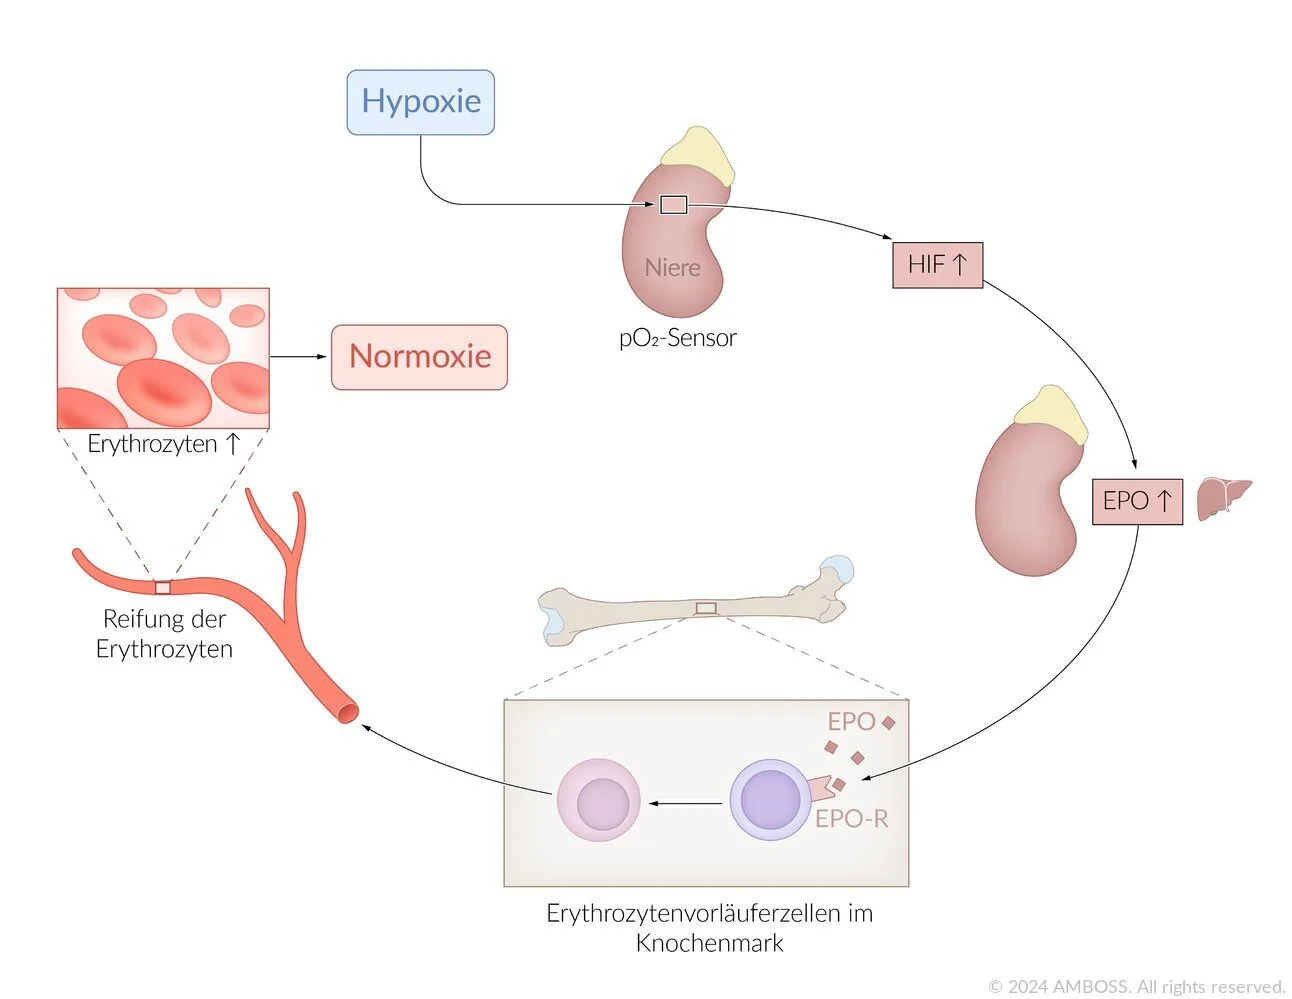 Hypoxie
Niere
pO₂-Sensor
HIF ↑
Normoxie
Erythrozyten ↑
EPO ↑
Reifung der
Erythrozyten
EPO
EPO-R
Erythrozytenvorläuferzellen im
Knochenmark
© 2024 AMBOSS. All rights reserved.